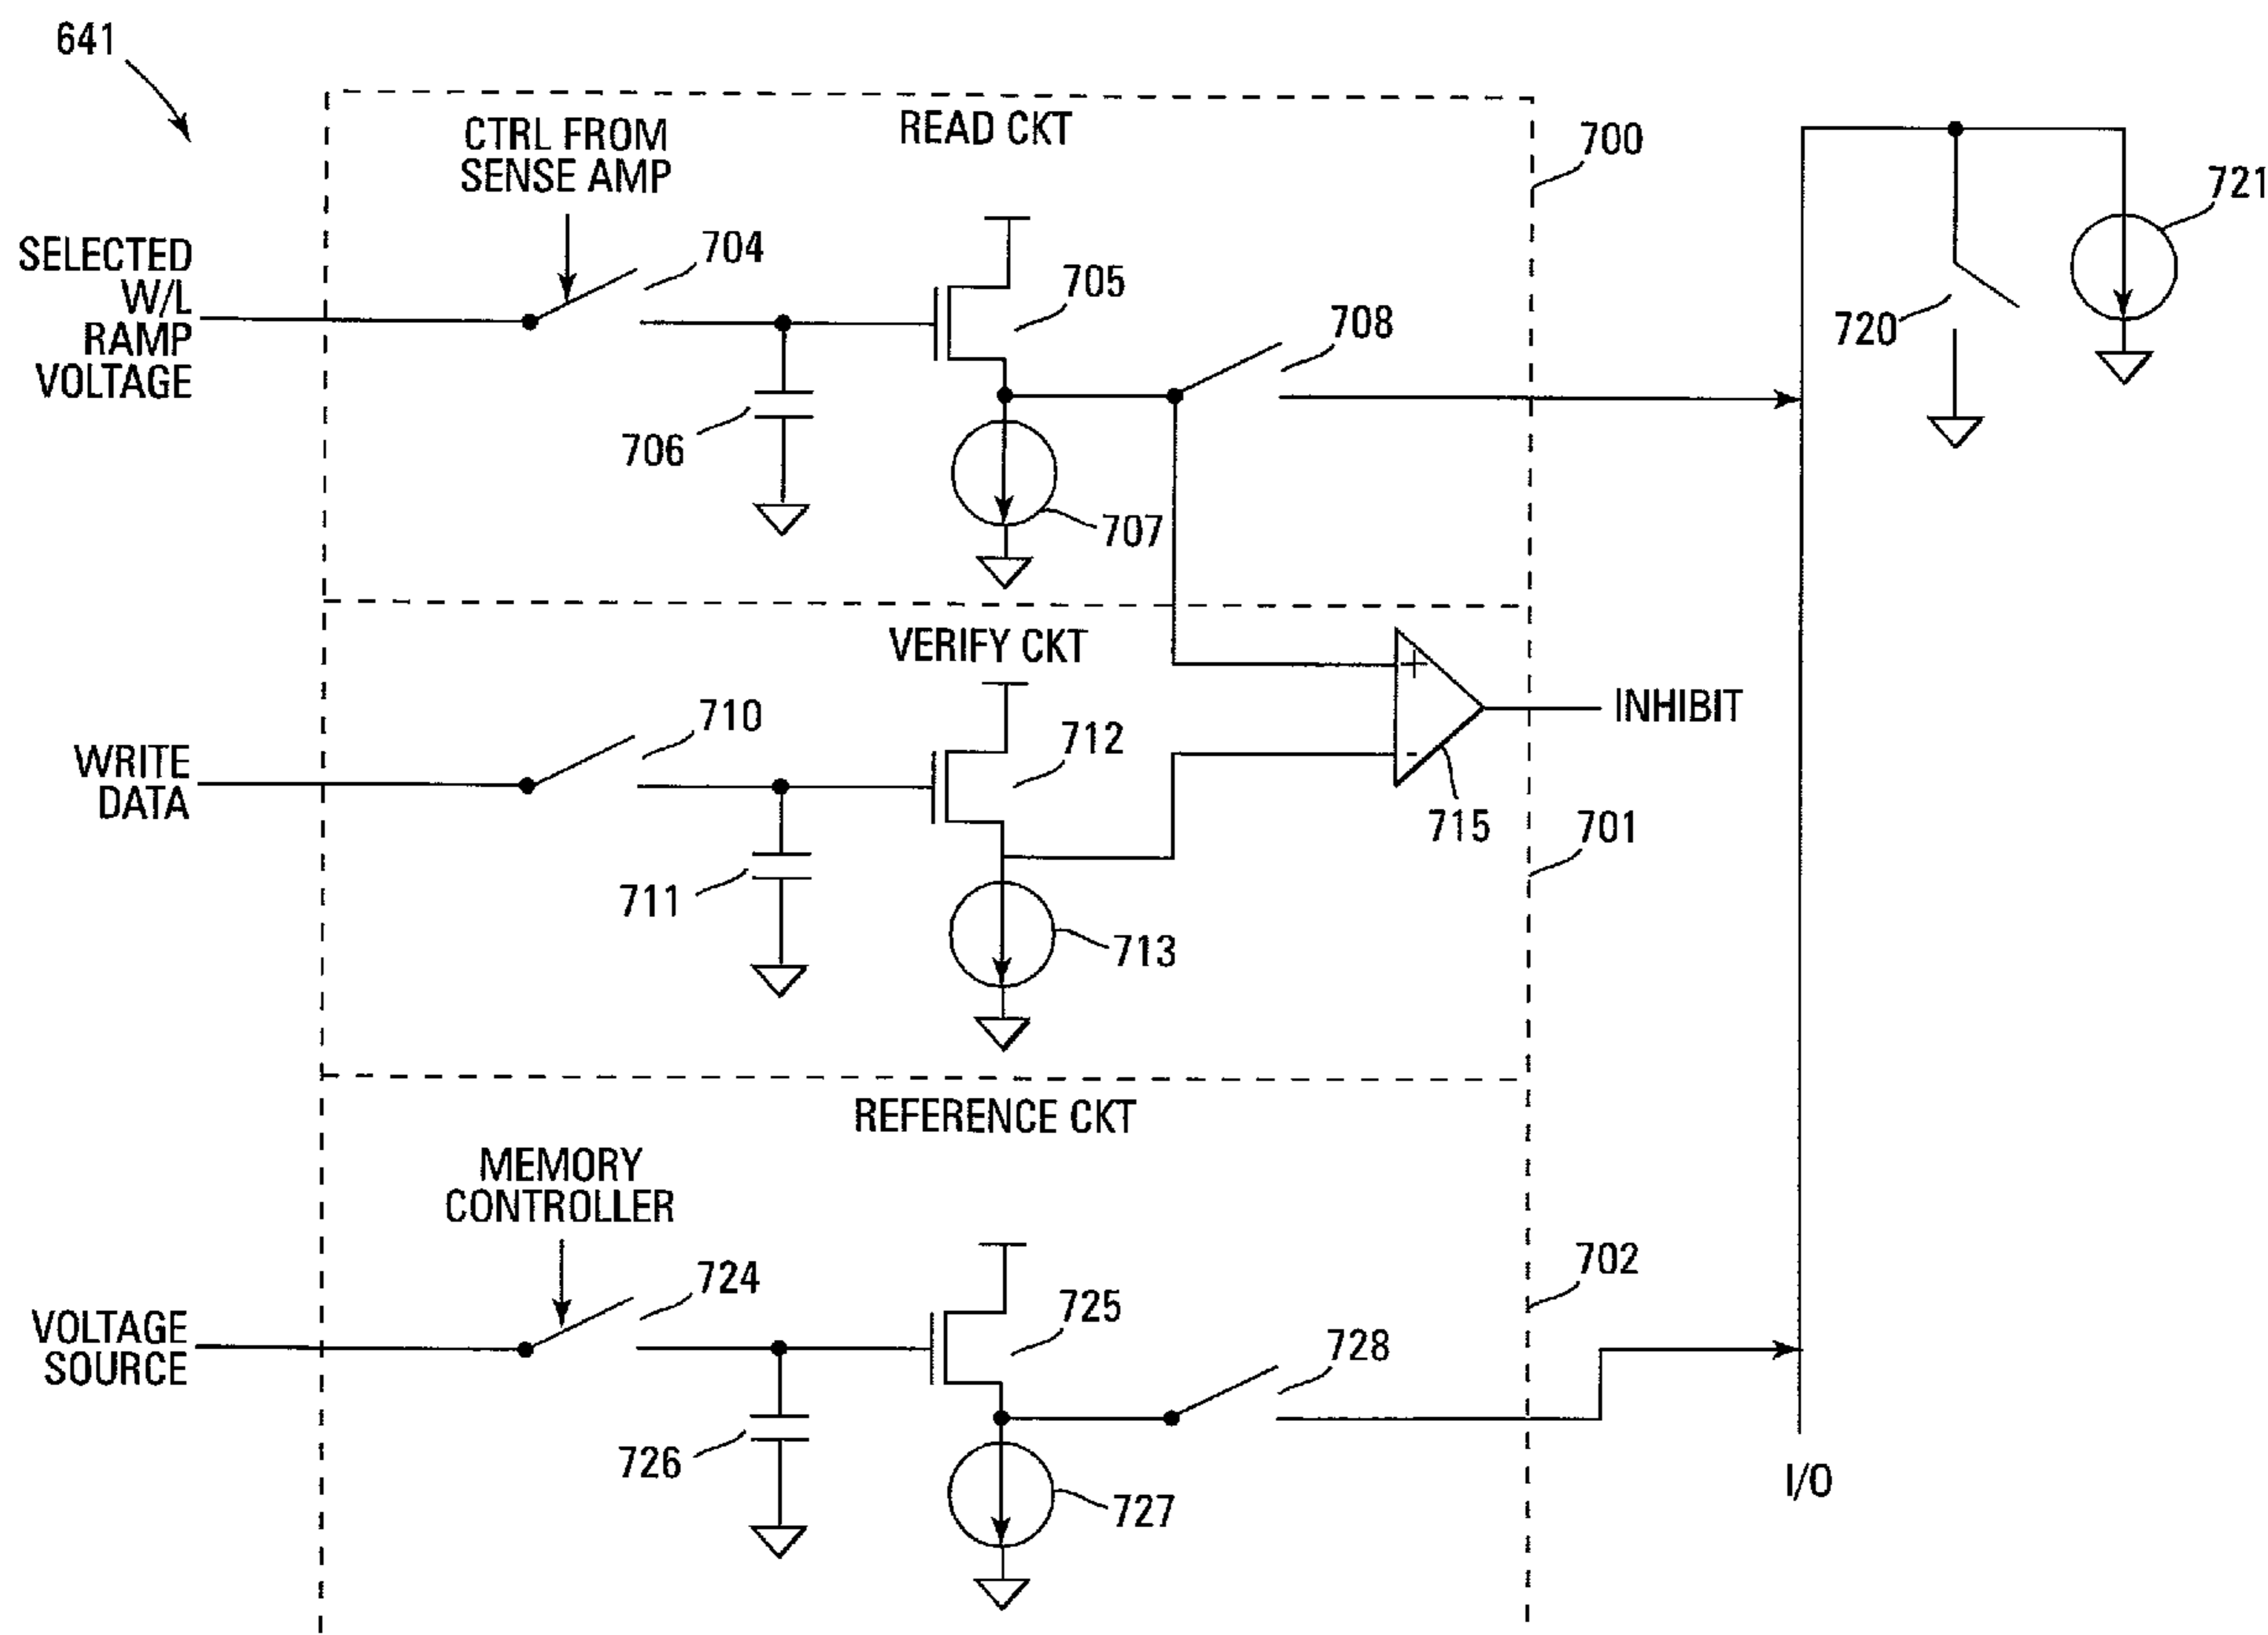 641
CTRL FROM
SENSE AMP
READ CKT
700
721
SELECTED
W/L
RAMP
VOLTAGE
704
705
708
720
706
707
VERIFY CKT
+
INHIBIT
WRITE
DATA
710
712
-
715
701
711
713
REFERENCE CKT
MEMORY
CONTROLLER
702
VOLTAGE
SOURCE
724
725
728
726
727
I/O